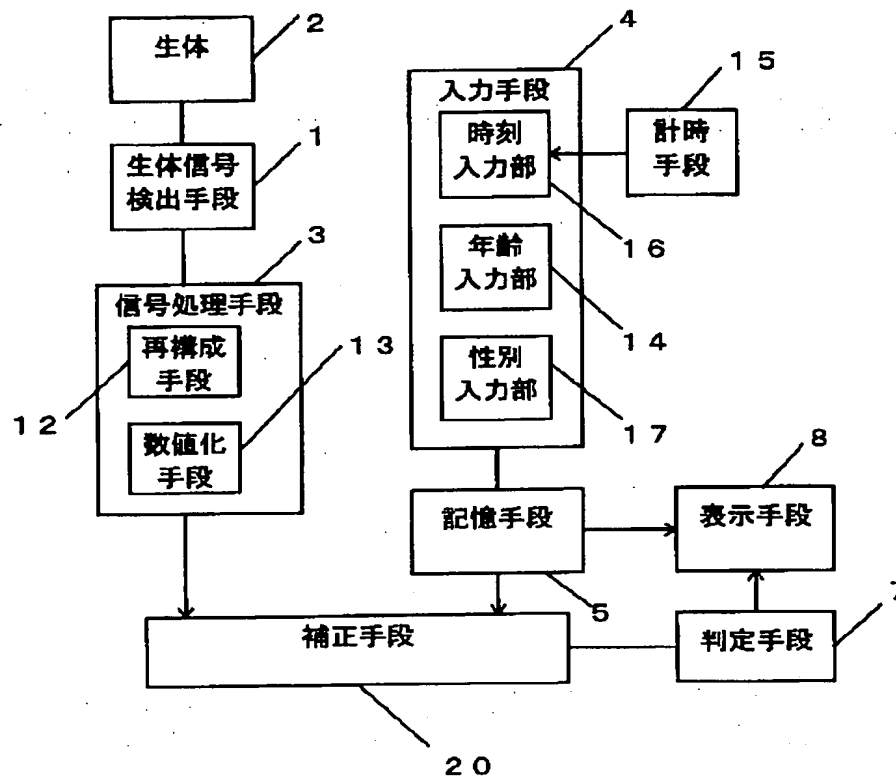 2
生体
1
生体信号
検出手段
3
信号処理手段
再構成
手段
12
13
数値化
手段
4
入力手段
時刻
入力部
15
計時
手段
16
年齢
入力部
14
性別
入力部
17
記憶手段
5
8
表示手段
補正手段
20
判定手段
7